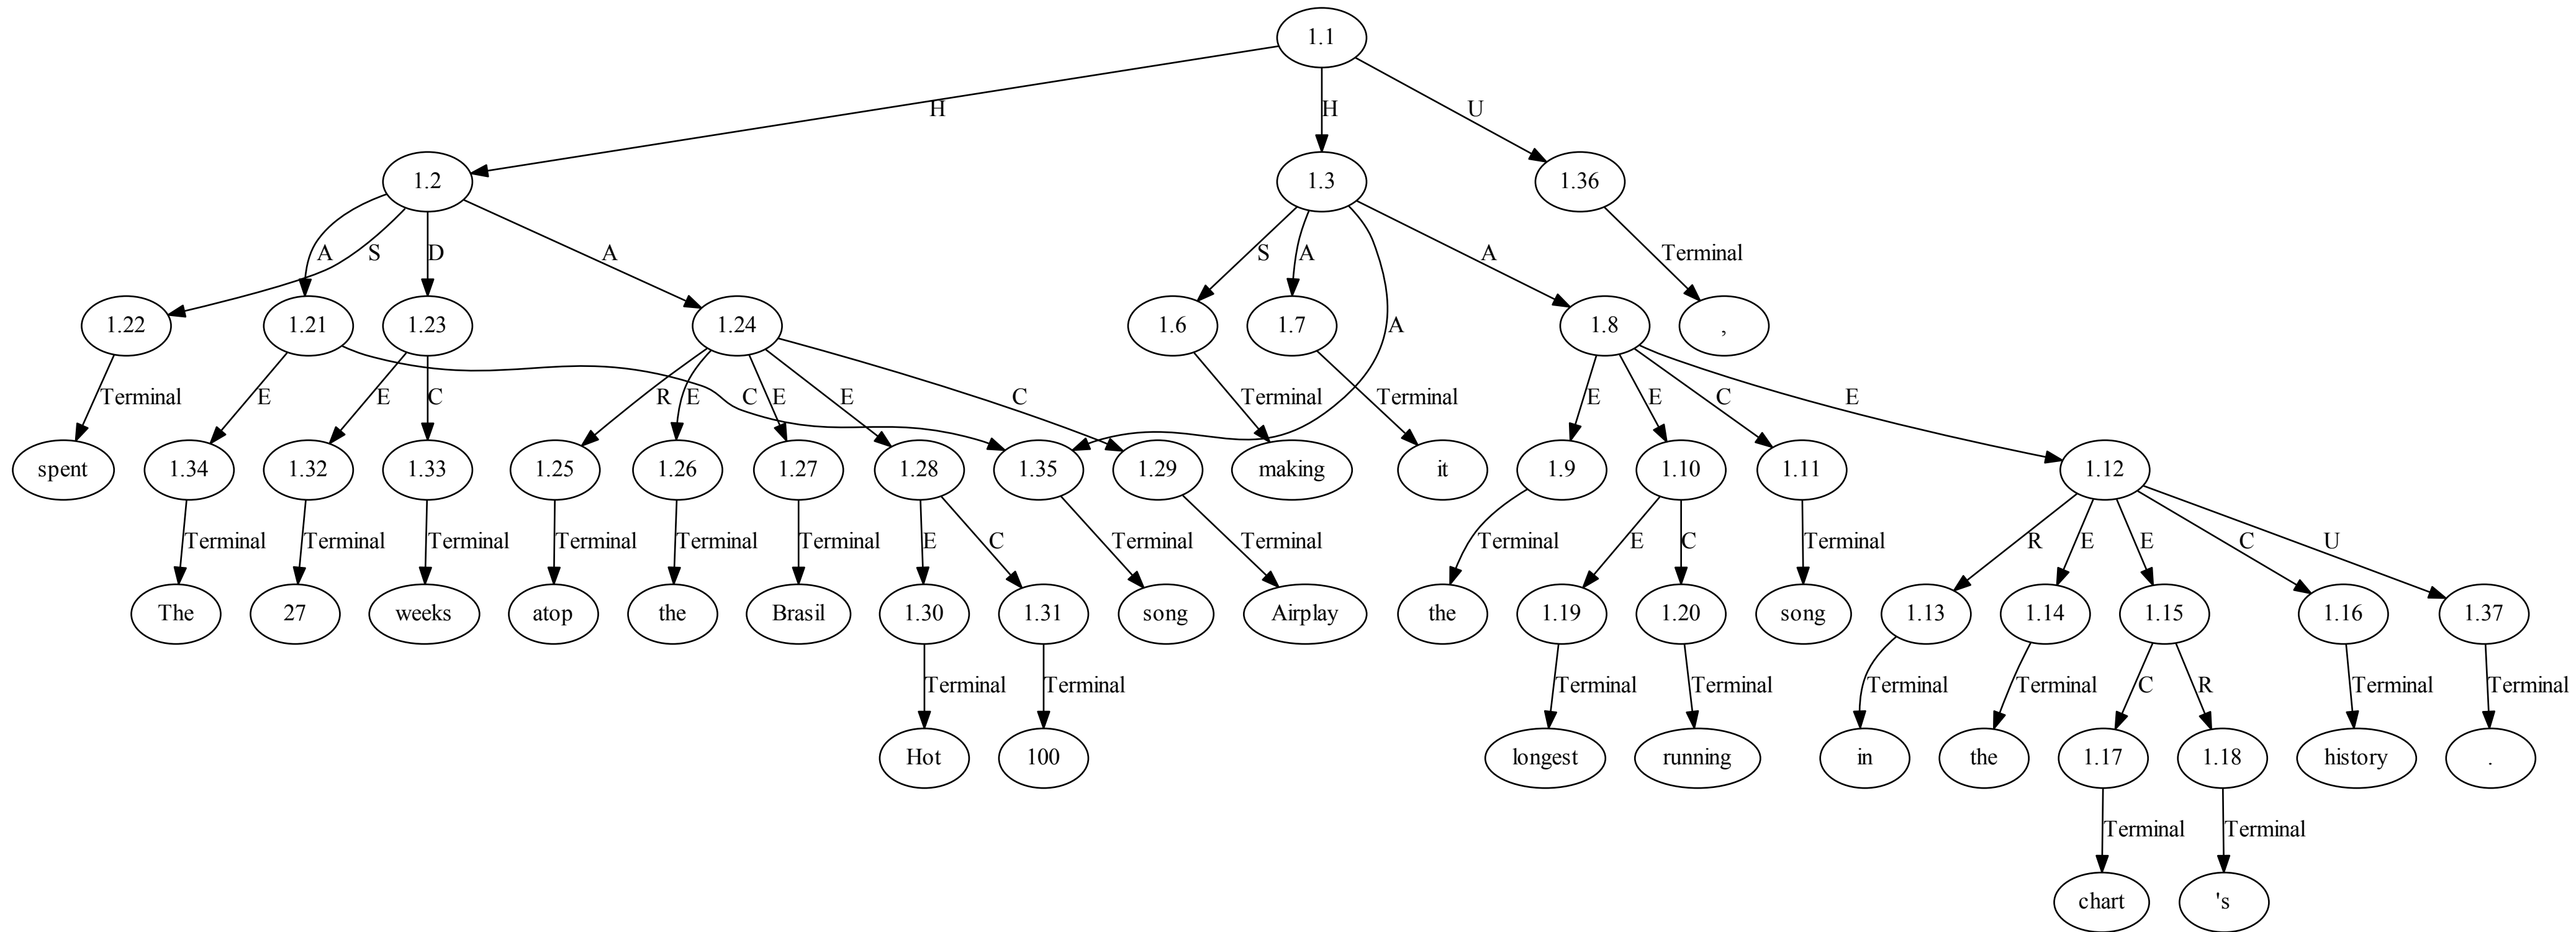 1.1
H H U
1.2 1.3 1.36
A S D A S A A A Terminal
1.22 1.21 1.23 1.24 1.6 1.7 1.8 ,
Terminal E E C R E C E E C Terminal Terminal E E C E
spent 1.34 1.32 1.33 1.25 1.26 1.27 1.28 1.35 1.29 making it 1.9 1.10 1.11 1.12
Terminal Terminal Terminal Terminal Terminal Terminal E C Terminal Terminal Terminal E C Terminal R E E C U
The 27 weeks atop the Brasil 1.30 1.31 song Airplay the 1.19 1.20 song 1.13 1.14 1.15 1.16 1.37
Terminal Terminal Terminal Terminal Terminal Terminal C R Terminal Terminal
Hot 100 longest running in the 1.17 1.18 history .
Terminal Terminal
chart 's